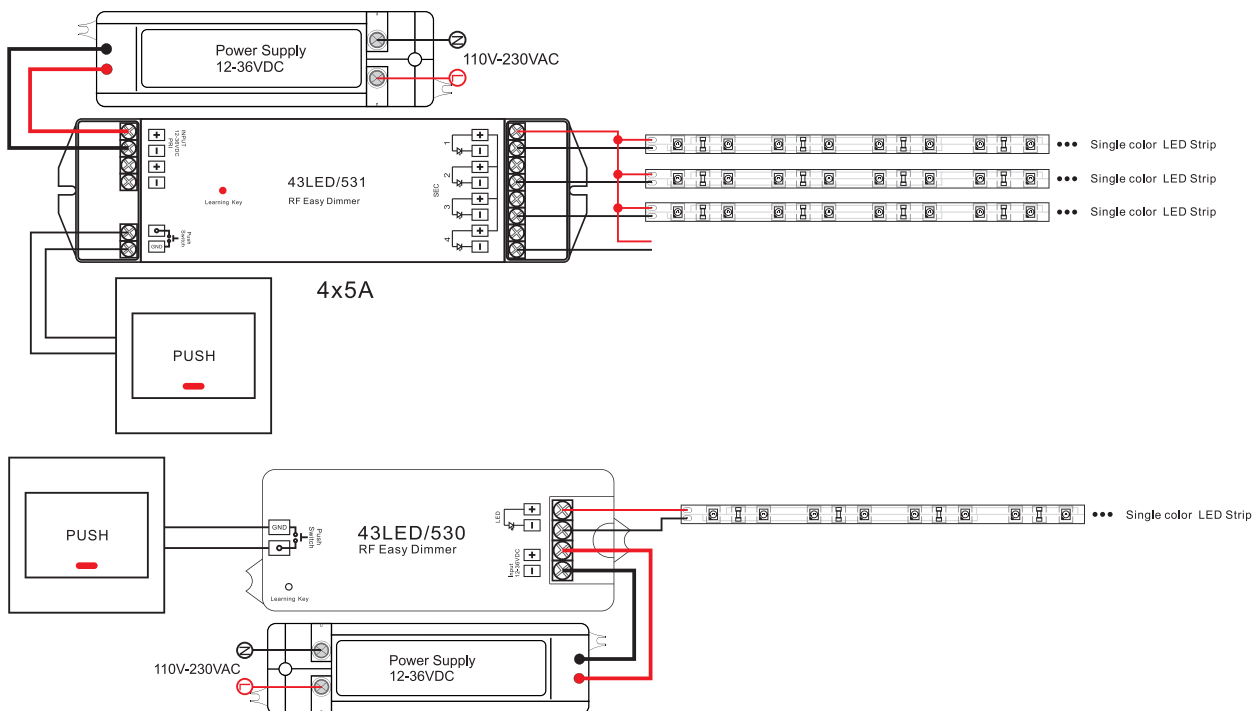 Power Supply
12-36VDC
N
110V-230VAC
L
INPUT
12-36VDC
PRI
+
-
+
-
43LED/531
RF Easy Dimmer
Learning Key
Push
Switch
GND
SEC
1
+
-
2
+
-
3
+
-
4
+
-
Single color LED Strip
Single color LED Strip
Single color LED Strip
4x5A
PUSH
PUSH
GND
Push
Switch
43LED/530
RF Easy Dimmer
Learning Key
LED
+
-
Input
12-36VDC
+
-
Single color LED Strip
N
110V-230VAC
L
Power Supply
12-36VDC